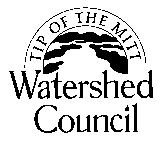 TIP OF THE MITT
Watershed
Council